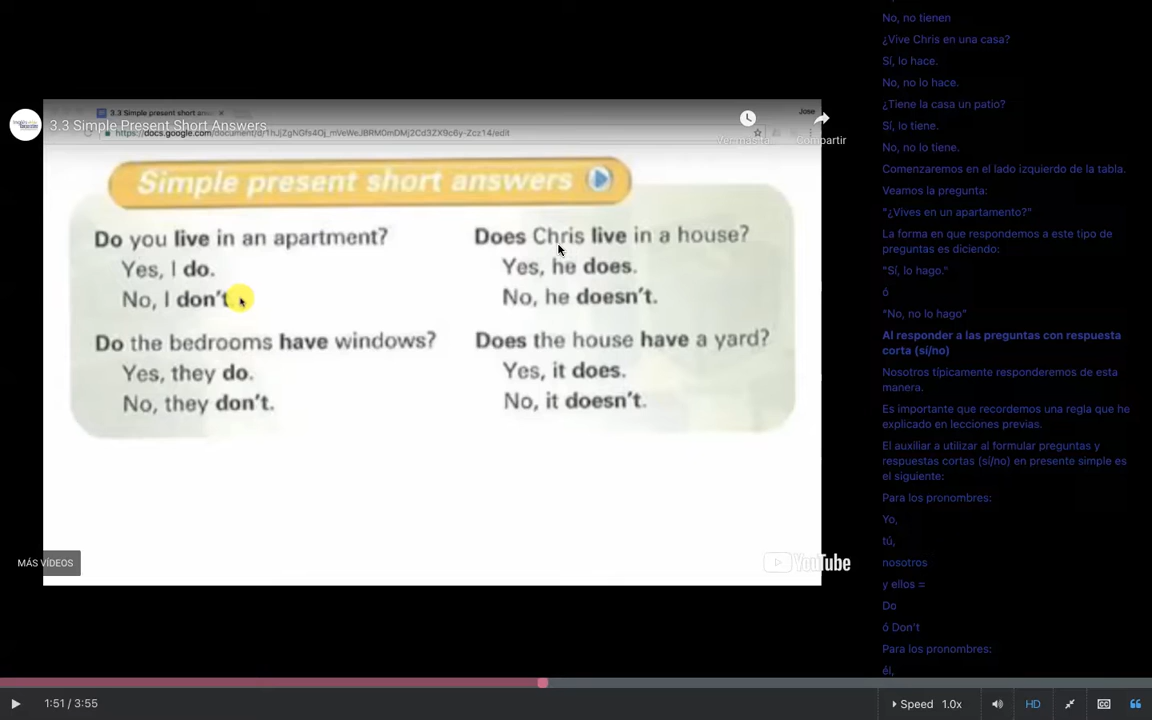 3.3 Simple Present Short Answers
Jose
3.3 Simple Present Short Answers
Compartir
Simple present short answers
Do you live in an apartment?
Yes, I do.
No, I don't
Do the bedrooms have windows?
Yes, they do.
No, they don't.
Does Chris live in a house?
Yes, he does.
No, he doesn't.
Does the house have a yard?
Yes, it does.
No, it doesn't.
MÁS VÍDEOS
YouTube
No, no tienen
¿Vive Chris en una casa?
Sí, lo hace.
No, no lo hace.
¿Tiene la casa un patio?
Sí, lo tiene.
No, no lo tiene.
Comenzaremos en el lado izquierdo de la tabla.
Veamos la pregunta:
"¿Vives en un apartamento?"
La forma en que respondemos a este tipo de
preguntas es diciendo:
"Sí, lo hago."
ó
"No, no lo hago"
Al responder a las preguntas con respuesta
corta (sí/no)
Nosotros típicamente responderemos de esta
manera.
Es importante que recordemos una regla que he
explicado en lecciones previas.
El auxiliar a utilizar al formular preguntas y
respuestas cortas (sí/no) en presente simple es
el siguiente:
Para los pronombres:
Yo,
tú,
nosotros
y ellos =
Do
ó Don't
Para los pronombres:
él,
1:51 / 3:55
Speed 1.0x
HD
CC